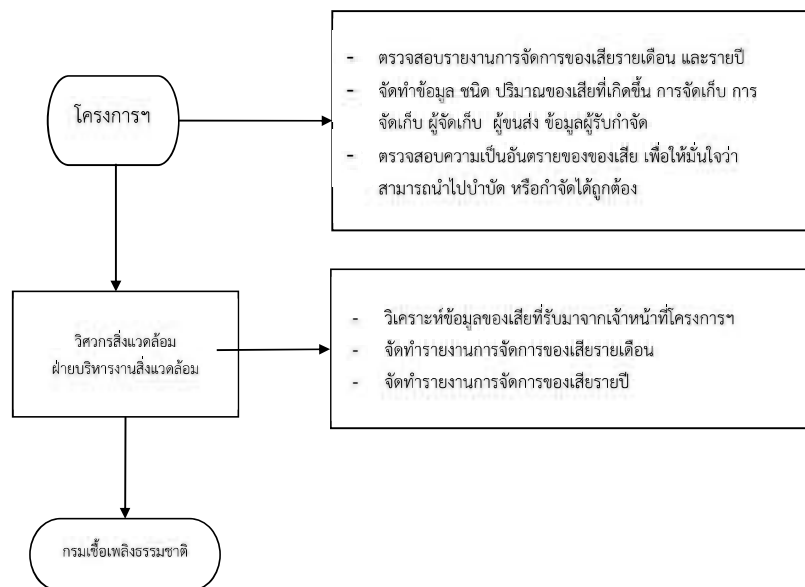 โครงการฯ
- ตรวจสอบรายงานการจัดการของเสียรายเดือน และรายปี
- จัดทำข้อมูล ชนิด ปริมาณของเสียที่เกิดขึ้น การจัดเก็บ การ
จัดเก็บ ผู้จัดเก็บ ผู้ขนส่ง ข้อมูลผู้รับกำจัด
- ตรวจสอบความเป็นอันตรายของของเสีย เพื่อให้มั่นใจว่า
สามารถนำไปบำบัด หรือกำจัดได้ถูกต้อง
วิศวกรสิ่งแวดล้อม
ฝ่ายบริหารงานสิ่งแวดล้อม
- วิเคราะห์ข้อมูลของเสียที่รับมาจากเจ้าหน้าที่โครงการฯ
- จัดทำรายงานการจัดการของเสียรายเดือน
- จัดทำรายงานการจัดการของเสียรายปี
กรมเชื้อเพลิงธรรมชาติ